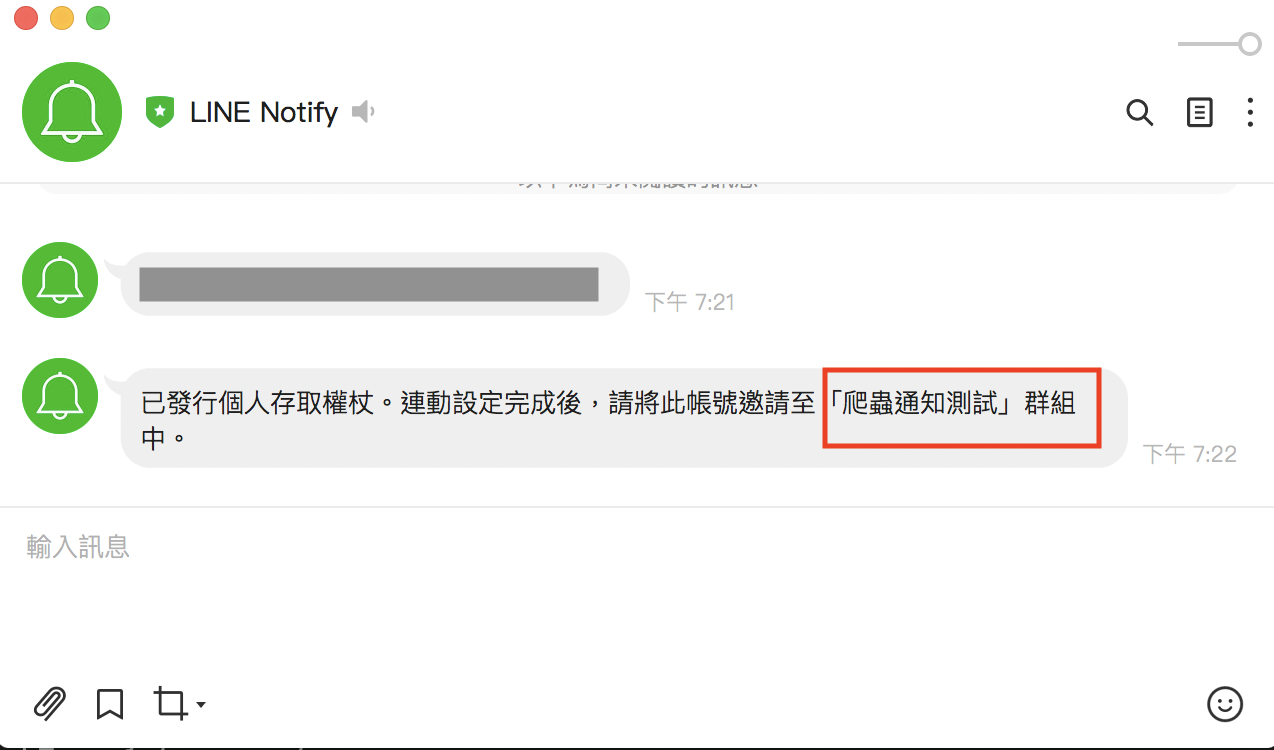 LINE Notify
下午 7:21
已發行個人存取權杖。連動設定完成後，請將此帳號邀請至「爬蟲通知測試」群組
中。
下午 7:22
輸入訊息